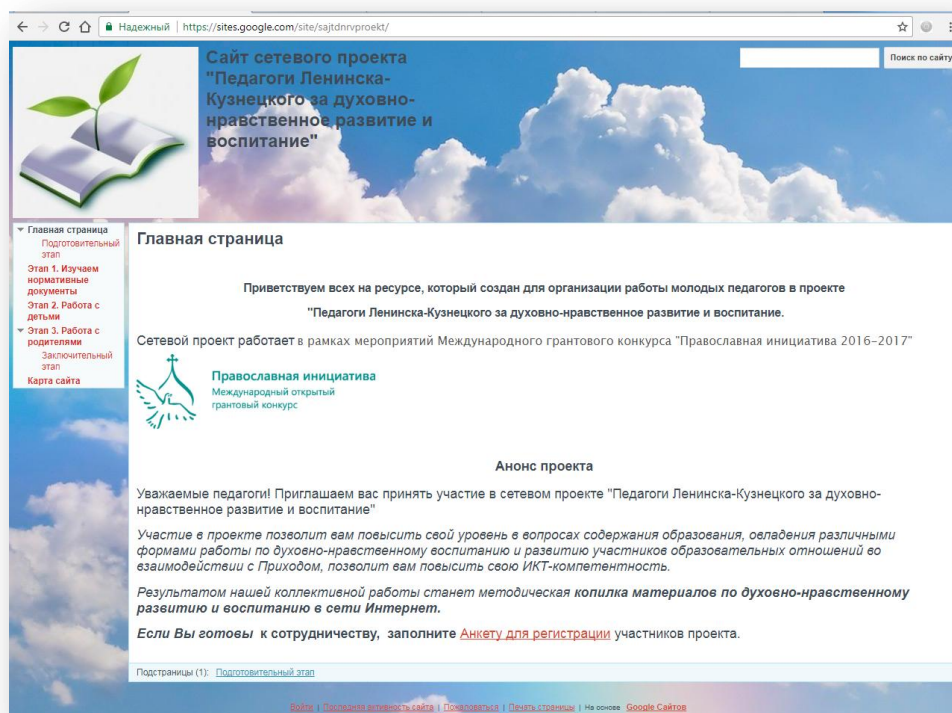 Надежный | https://sites.google.com/site/sajtdnrvproekt/
Сайт сетевого проекта
"Педагоги Ленинска-
Кузнецкого за духовно-
нравственное развитие и
воспитание"
Поиск по сайту
Главная страница
Подготовительный
этап
Этап 1. Изучаем
нормативные
документы
Этап 2. Работа с
детьми
Этап 3. Работа с
родителями
Заключительный
этап
Карта сайта
Главная страница
Приветствуем всех на ресурсе, который создан для организации работы молодых педагогов в проекте
"Педагоги Ленинска-Кузнецкого за духовно-нравственное развитие и воспитание.
Сетевой проект работает в рамках мероприятий Международного грантового конкурса "Православная инициатива 2016–2017"
Православная инициатива
Международный открытый
грантовый конкурс
Анонс проекта
Уважаемые педагоги! Приглашаем вас принять участие в сетевом проекте "Педагоги Ленинска-Кузнецкого за духовно-
нравственное развитие и воспитание"
Участие в проекте позволит вам повысить свой уровень в вопросах содержания образования, овладения различными
формами работы по духовно-нравственному воспитанию и развитию участников образовательных отношений во
взаимодействии с Приходом, позволит вам повысить свою ИКТ-компетентность.
Результатом нашей коллективной работы станет методическая копилка материалов по духовно-нравственному
развитию и воспитанию в сети Интернет.
Если Вы готовы к сотрудничеству, заполните Анкету для регистрации участников проекта.
Подстраницы (1): Подготовительный этап
Войти | Последняя активность сайта | Пожаловаться | Печать страницы | На основе Google Сайтов